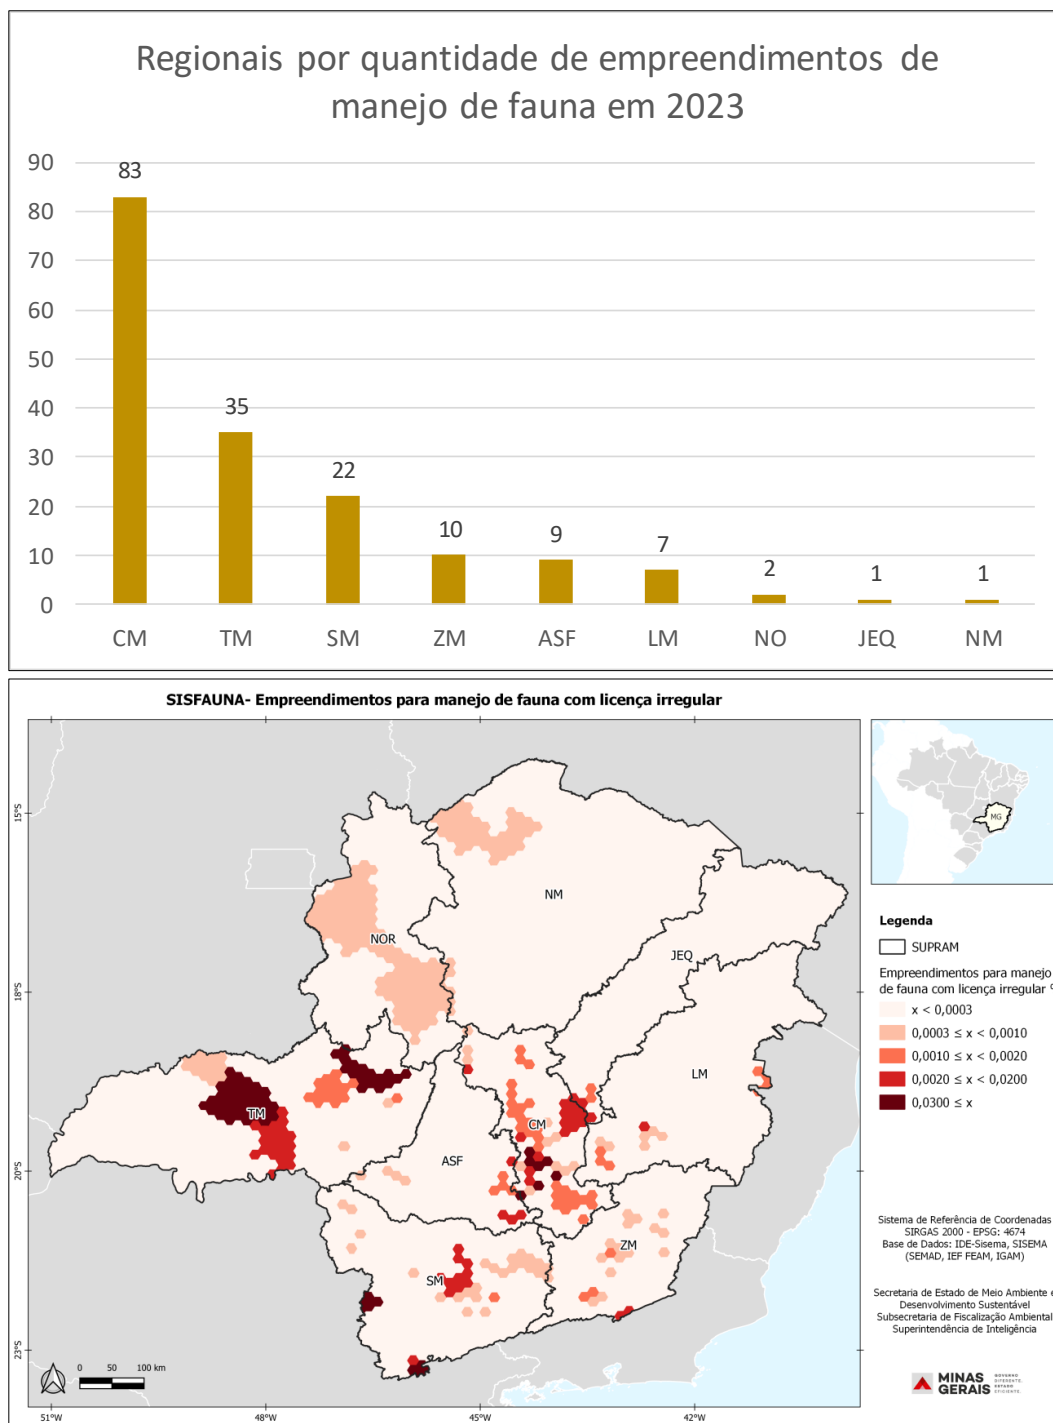 Regionais por quantidade de empreendimentos de
manejo de fauna em 2023
90
80
70
60
50
40
30
20
10
0
83
35
22
10
9
7
2
1
1
CM
TM
SM
ZM
ASF
LM
NO
JEQ
NM
SISFAUNA- Empreendimentos para manejo de fauna com licença irregular
15°S
18°S
20°S
23°S
NM
NOR
JEQ
LM
TM
CM
ASF
ZM
SM
0 50 100 km
51°W
48°W
45°W
42°W
MG
Legenda
SUPRAM
Empreendimentos para manejo
de fauna com licença irregular
x < 0,0003
0,0003 ≤ x < 0,0010
0,0010 ≤ x < 0,0020
0,0020 ≤ x < 0,0200
0,0300 ≤ x
Sistema de Referência de Coordenadas
SIRGAS 2000 - EPSG: 4674
Base de Dados: IDE-Sisema, SISEMA
(SEMAD, IEF FEAM, IGAM)
Secretaria de Estado de Meio Ambiente e
Desenvolvimento Sustentável
Subsecretaria de Fiscalização Ambiental
Superintendência de Inteligência
MINAS
GERAIS
GOVERNO
DIFERENTE.
ESTADO
EFICIENTE.